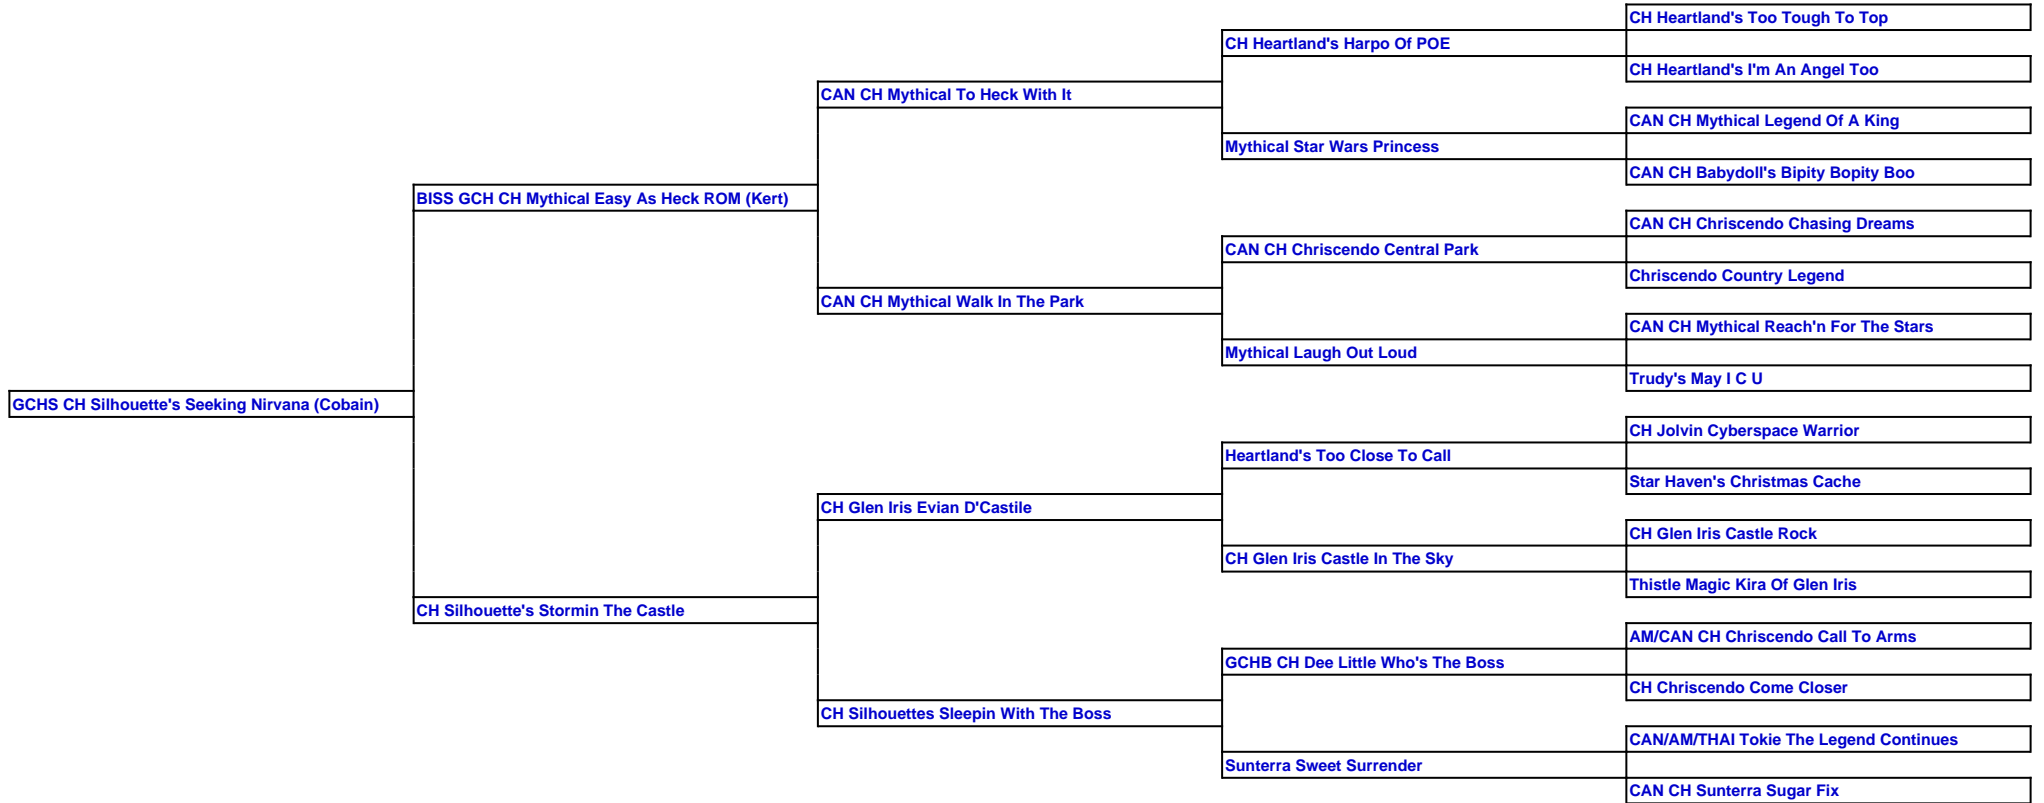 CH Heartland's Too Tough To Top
CH Heartland's Harpo Of POE
CH Heartland's I'm An Angel Too
CAN CH Mythical To Heck With It
CAN CH Mythical Legend Of A King
Mythical Star Wars Princess
CAN CH Babydoll's Bipity Bopity Boo
BISS GCH CH Mythical Easy As Heck ROM (Kert)
CAN CH Chriscendo Chasing Dreams
CAN CH Chriscendo Central Park
Chriscendo Country Legend
CAN CH Mythical Walk In The Park
CAN CH Mythical Reach'n For The Stars
Mythical Laugh Out Loud
Trudy's May I C U
GCHS CH Silhouette's Seeking Nirvana (Cobain)
CH Jolvin Cyberspace Warrior
Heartland's Too Close To Call
Star Haven's Christmas Cache
CH Glen Iris Evian D'Castile
CH Glen Iris Castle Rock
CH Glen Iris Castle In The Sky
Thistle Magic Kira Of Glen Iris
CH Silhouette's Stormin The Castle
AM/CAN CH Chriscendo Call To Arms
GCHB CH Dee Little Who's The Boss
CH Chriscendo Come Closer
CH Silhouettes Sleepin With The Boss
CAN/AM/THAI Tokie The Legend Continues
Sunterra Sweet Surrender
CAN CH Sunterra Sugar Fix